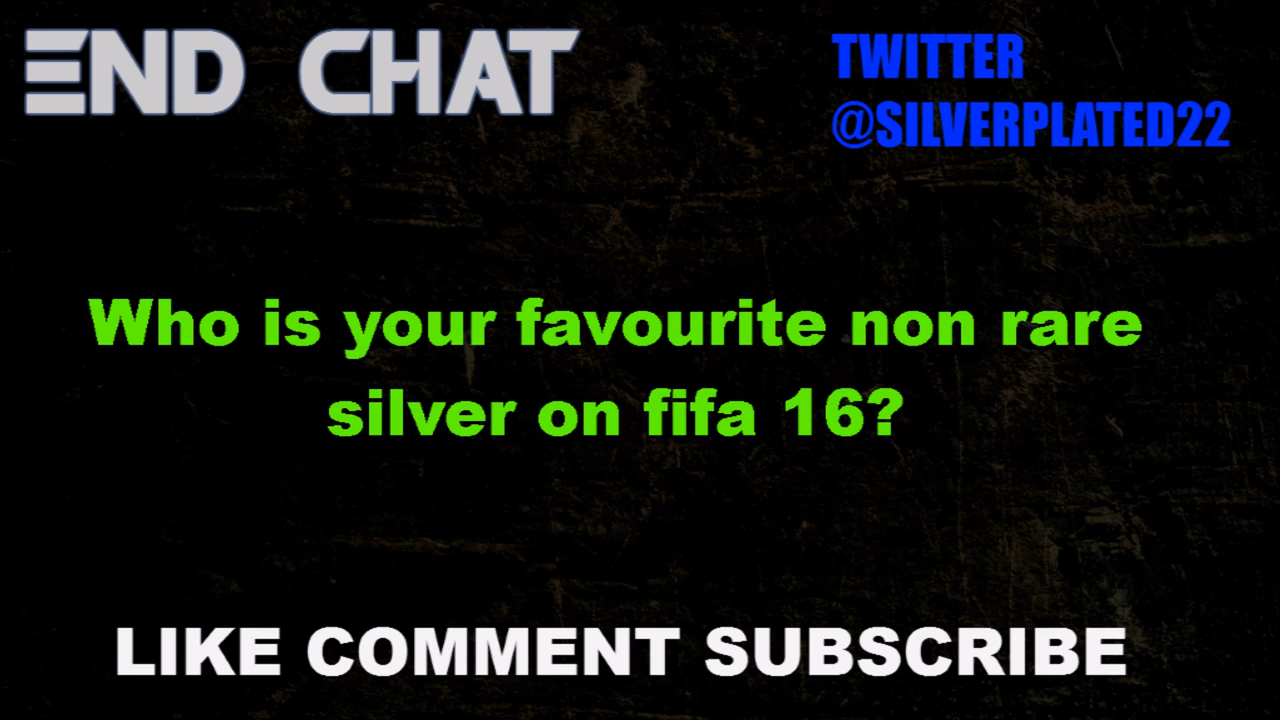 END CHAT
TWITTER
@SILVERPLATED22
Who is your favourite non rare
silver on fifa 16?
LIKE COMMENT SUBSCRIBE